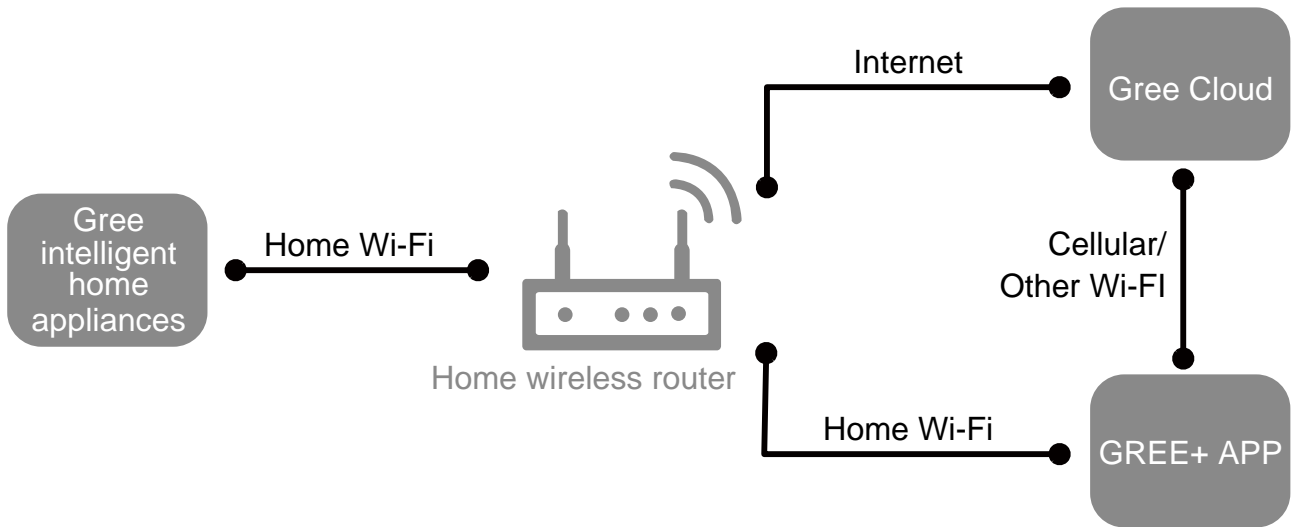 Internet
Gree Cloud
Gree
intelligent
home
appliances
Home Wi-Fi
Cellular/
Other Wi-FI
Home wireless router
Home Wi-Fi
GREE+ APP